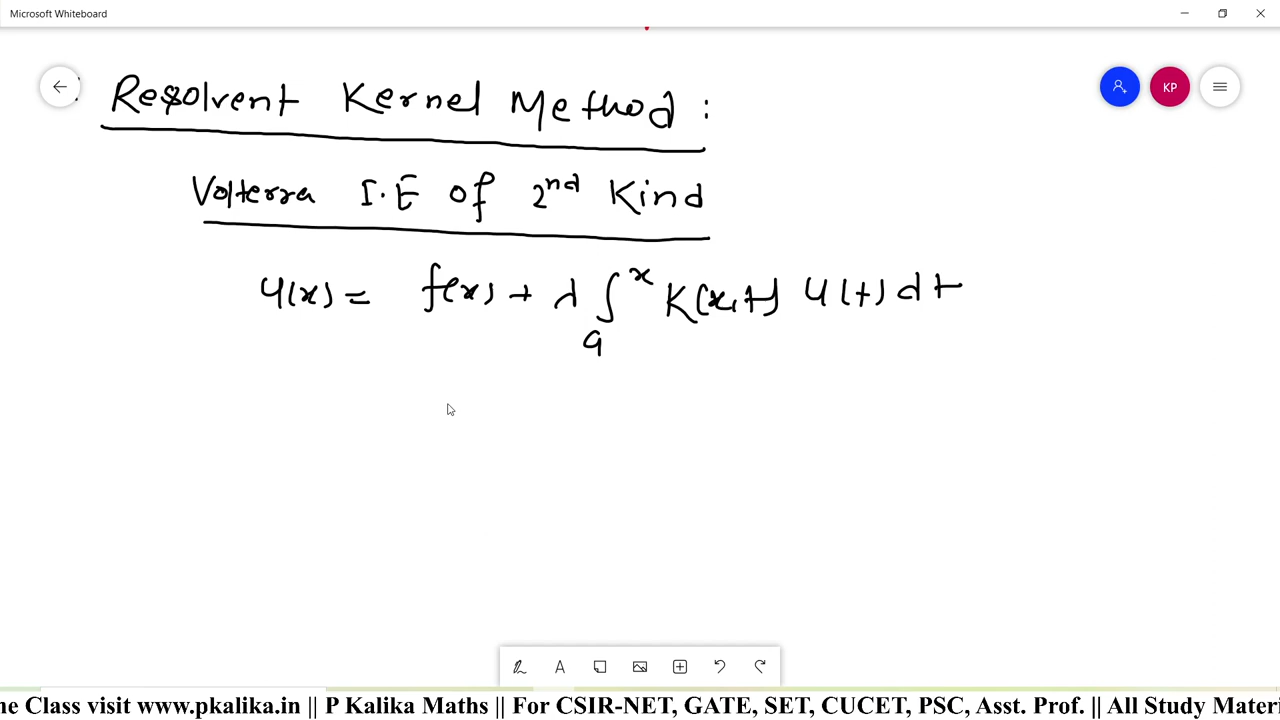 Microsoft Whiteboard
Resolvent Kernel Method :
KP
Volterra I.E of 2nd Kind
u(x) = f(x) + λ ∫ₐˣ K(x,t) u(t) dt
A
he Class visit www.pkalika.in || P Kalika Maths || For CSIR-NET, GATE, SET, CUCET, PSC, Asst. Prof. || All Study Materi